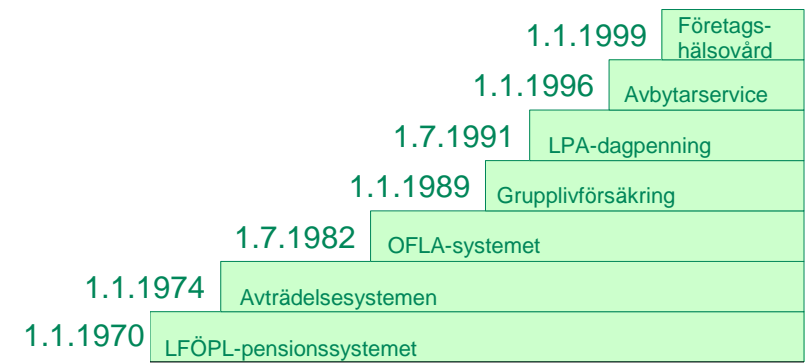 1.1.1999 Företags-
hälsovård
1.1.1996 Avbytarservice
1.7.1991 LPA-dagpenning
1.1.1989 Grupplivförsäkring
1.7.1982 OFLA-systemet
1.1.1974 Avträdelsesystemen
1.1.1970 LFÖPL-pensionssystemet